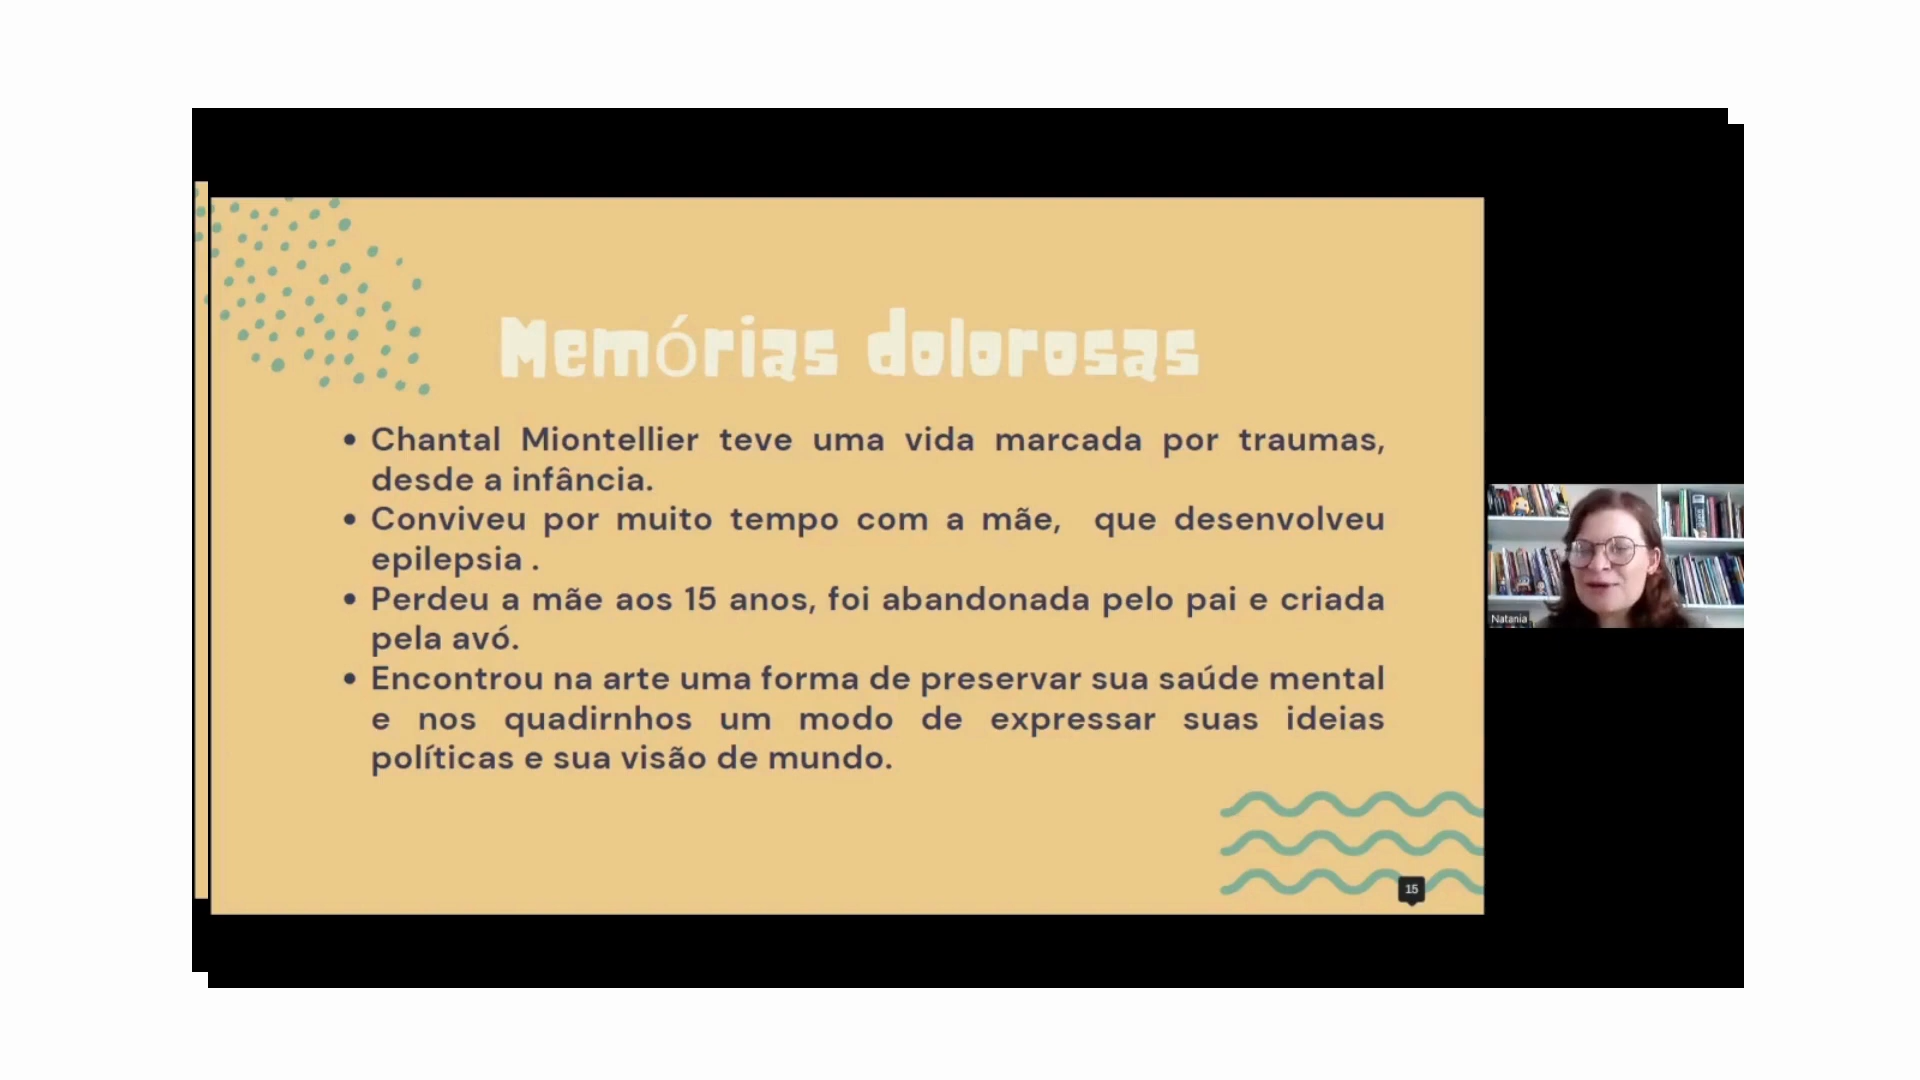 Memórias dolorosas
• Chantal Miontellier teve uma vida marcada por traumas,
desde a infância.
• Conviveu por muito tempo com a mãe, que desenvolveu
epilepsia .
• Perdeu a mãe aos 15 anos, foi abandonada pelo pai e criada
pela avó.
• Encontrou na arte uma forma de preservar sua saúde mental
e nos quadirnhos um modo de expressar suas ideias
políticas e sua visão de mundo.
Natania
15